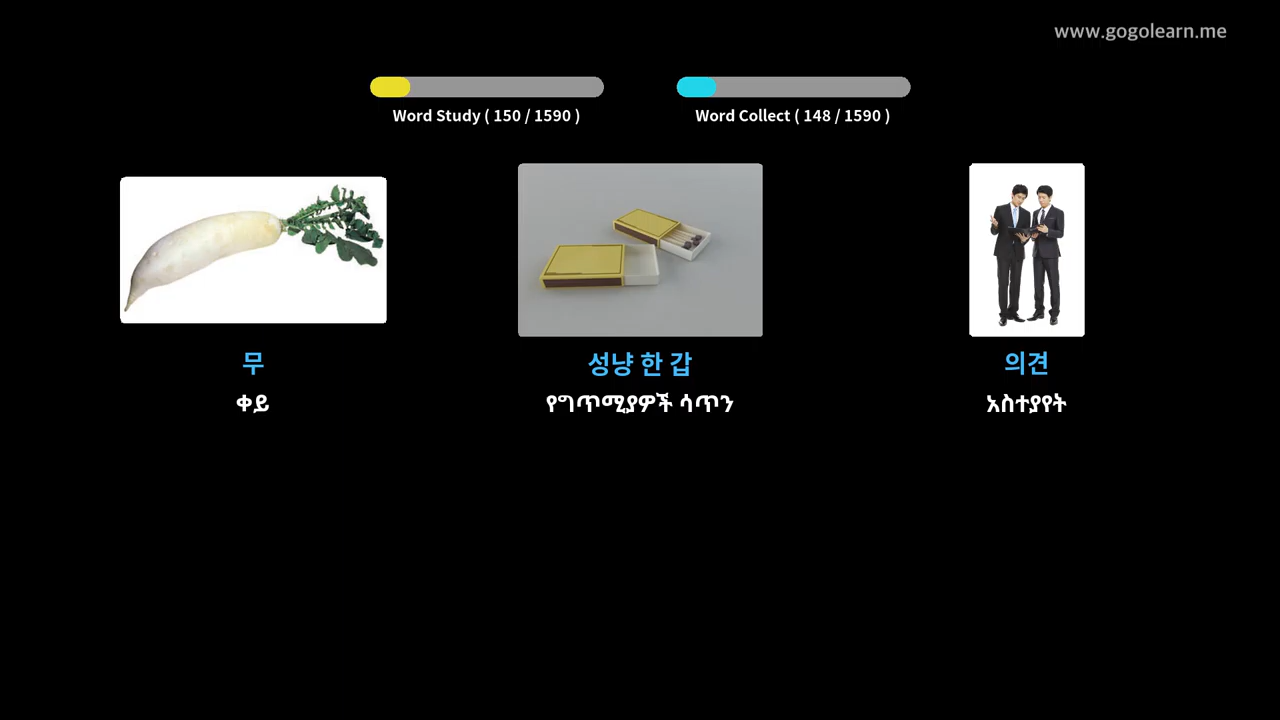 www.gogolearn.me
Word Study ( 150 / 1590 )
Word Collect ( 148 / 1590 )
무
성냥 한 갑
의견
ቀይ
የግጥሚያዎች ሳጥን
አስተያየት